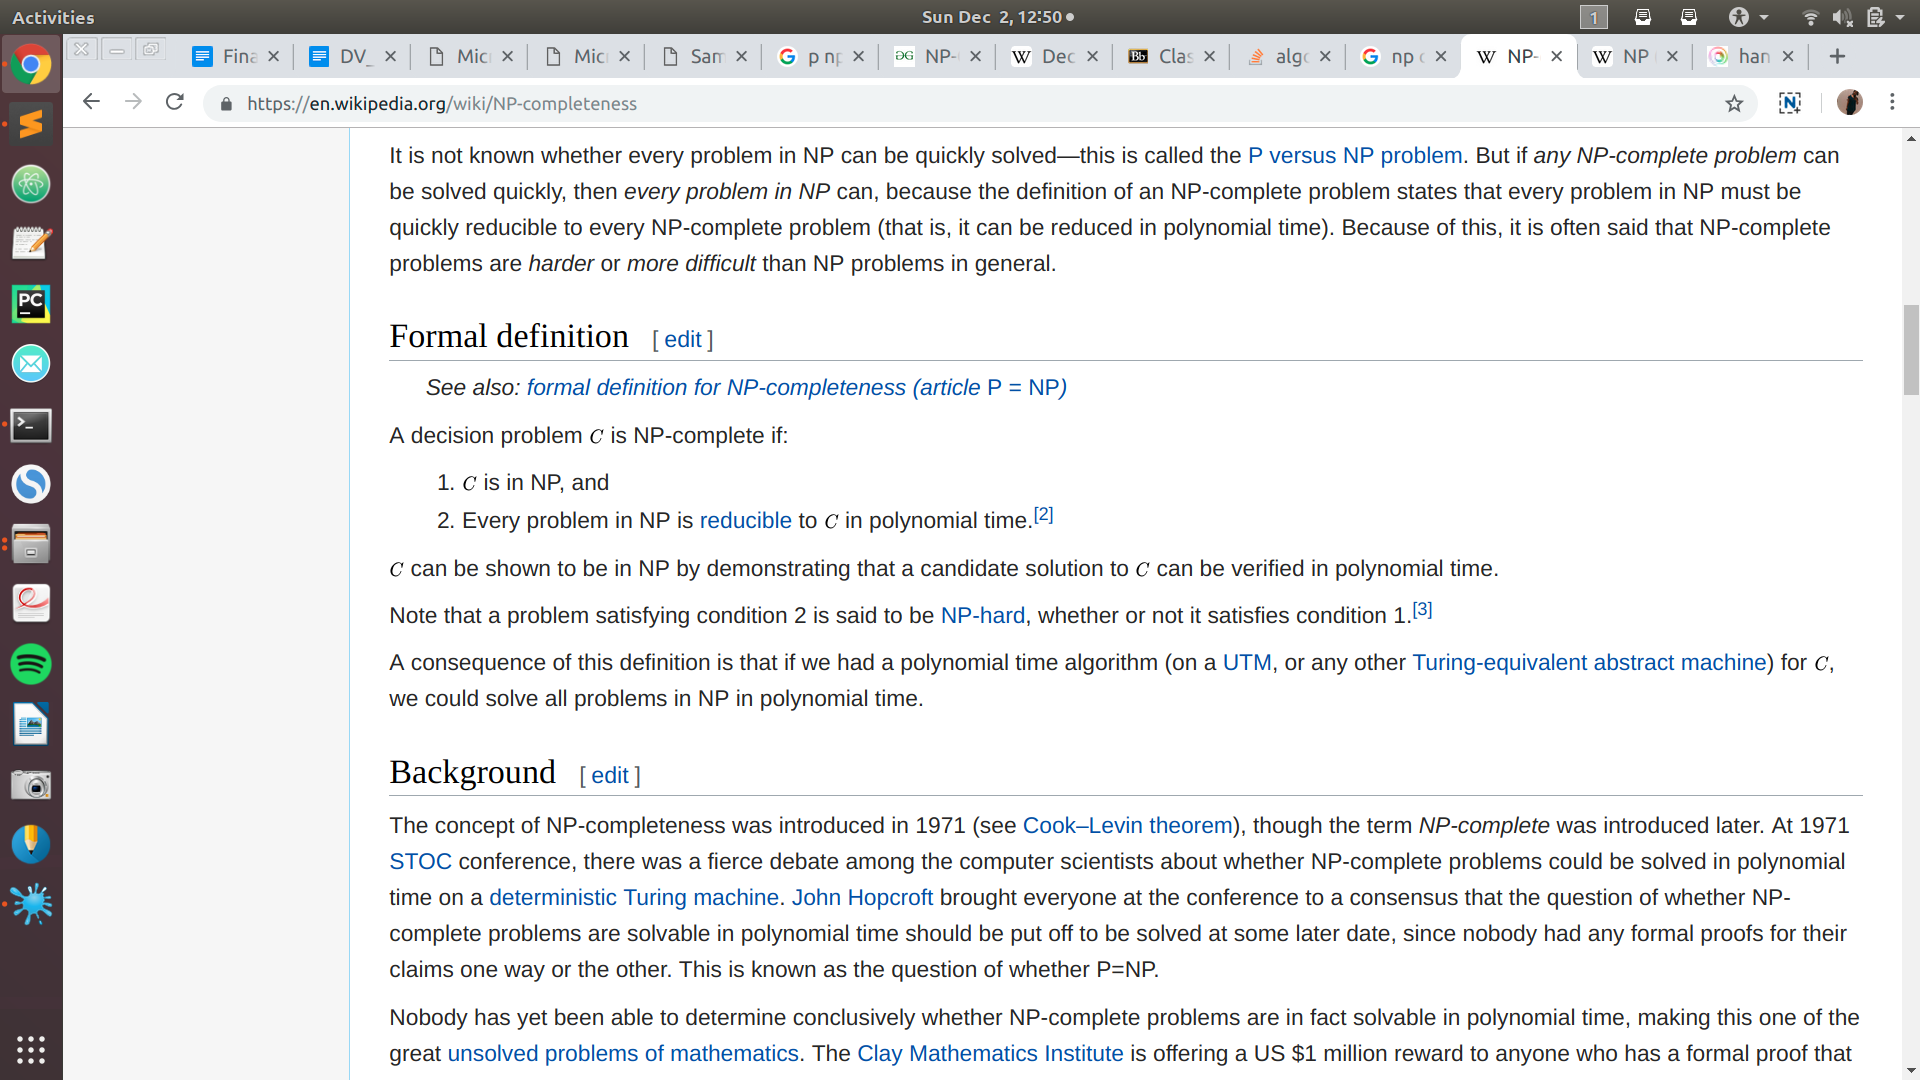 Activities
Sun Dec 2, 12:50
1
Fina
DV_
Mic
Mic
Sam
p np
NP-
Dec
Clas
algo
np c
NP-
NP
han
https://en.wikipedia.org/wiki/NP-completeness
It is not known whether every problem in NP can be quickly solved—this is called the P versus NP problem. But if any NP-complete problem can
be solved quickly, then every problem in NP can, because the definition of an NP-complete problem states that every problem in NP must be
quickly reducible to every NP-complete problem (that is, it can be reduced in polynomial time). Because of this, it is often said that NP-complete
problems are harder or more difficult than NP problems in general.
Formal definition [ edit ]
See also: formal definition for NP-completeness (article P = NP)
A decision problem C is NP-complete if:
1. C is in NP, and
2. Every problem in NP is reducible to C in polynomial time.[2]
C can be shown to be in NP by demonstrating that a candidate solution to C can be verified in polynomial time.
Note that a problem satisfying condition 2 is said to be NP-hard, whether or not it satisfies condition 1.[3]
A consequence of this definition is that if we had a polynomial time algorithm (on a UTM, or any other Turing-equivalent abstract machine) for C,
we could solve all problems in NP in polynomial time.
Background [ edit ]
The concept of NP-completeness was introduced in 1971 (see Cook–Levin theorem), though the term NP-complete was introduced later. At 1971
STOC conference, there was a fierce debate among the computer scientists about whether NP-complete problems could be solved in polynomial
time on a deterministic Turing machine. John Hopcroft brought everyone at the conference to a consensus that the question of whether NP-
complete problems are solvable in polynomial time should be put off to be solved at some later date, since nobody had any formal proofs for their
claims one way or the other. This is known as the question of whether P=NP.
Nobody has yet been able to determine conclusively whether NP-complete problems are in fact solvable in polynomial time, making this one of the
great unsolved problems of mathematics. The Clay Mathematics Institute is offering a US $1 million reward to anyone who has a formal proof that